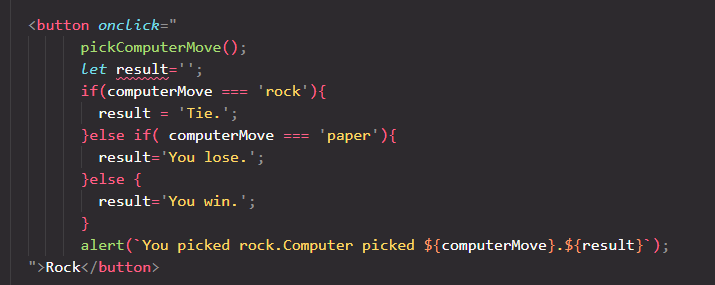 <button onclick="
pickComputerMove();
let result='';
if(computerMove === 'rock'){
result = 'Tie.';
}else if( computerMove === 'paper'){
result='You lose.';
}else {
result='You win.';
}
alert(`You picked rock.Computer picked ${computerMove}.${result}`);
">Rock</button>